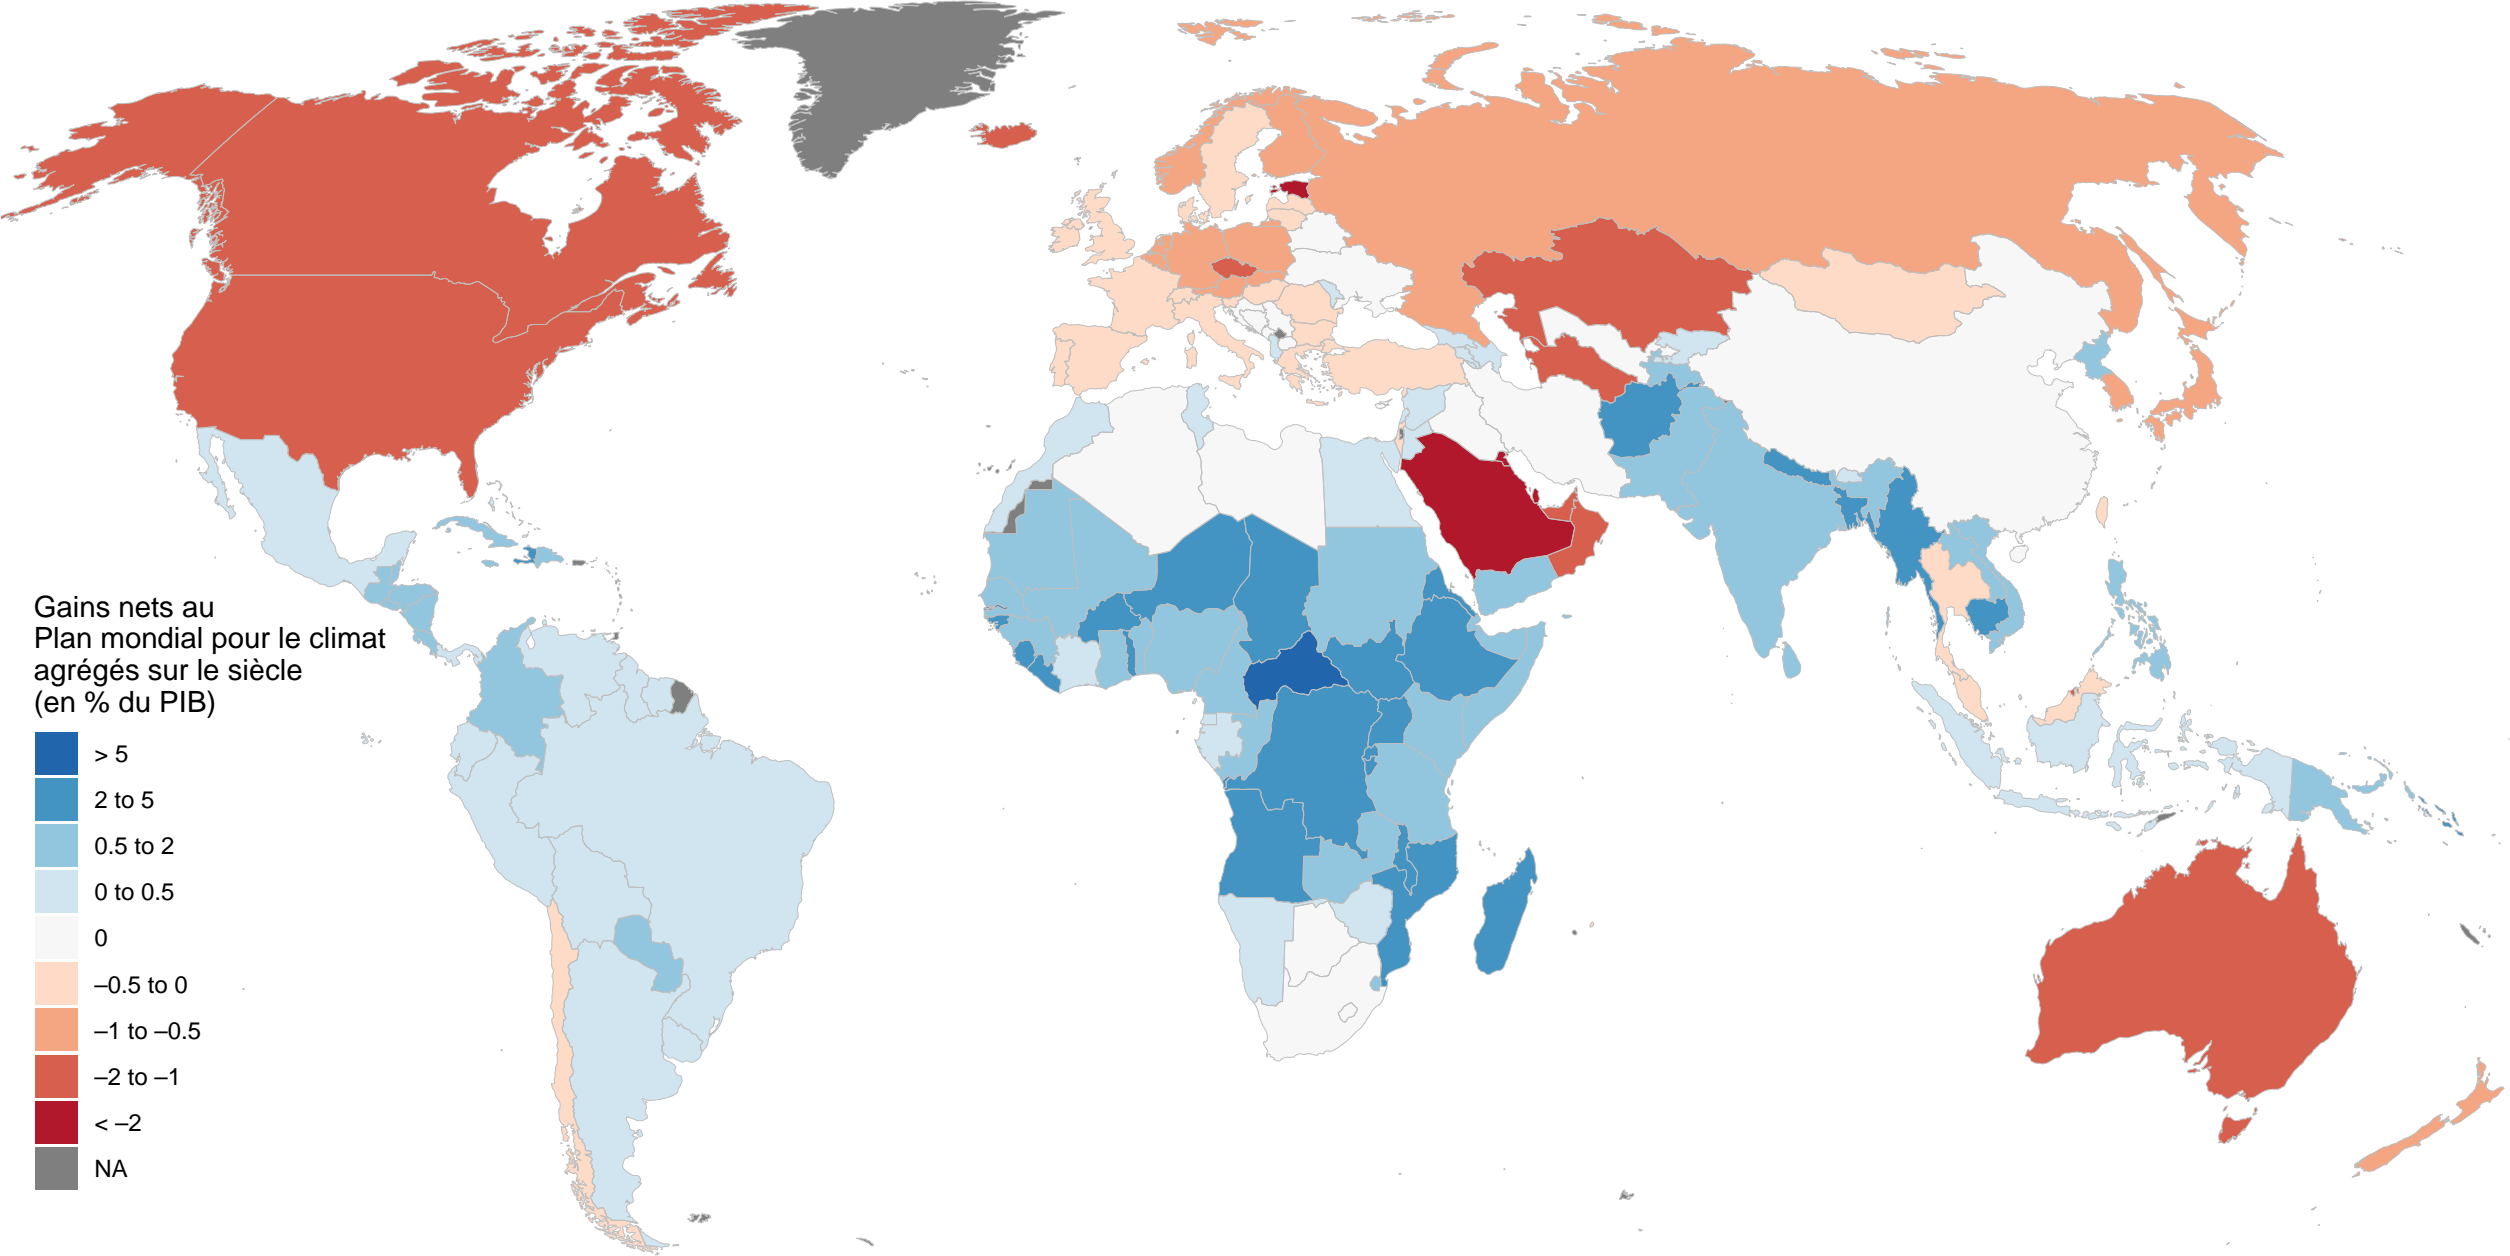 Gains nets au
Plan mondial pour le climat
agrégés sur le siècle
(en % du PIB)
> 5
2 to 5
0.5 to 2
0 to 0.5
0
–0.5 to 0
–1 to –0.5
–2 to –1
< –2
NA